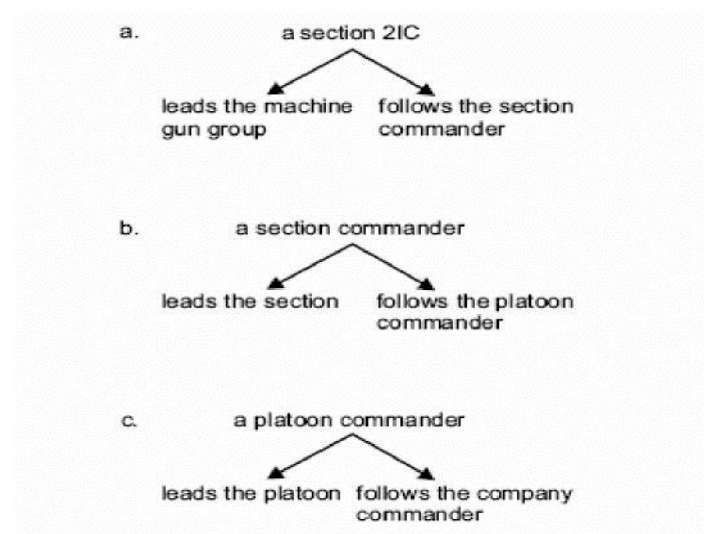 a. a section 2IC
leads the machine follows the section
gun group commander
b. a section commander
leads the section follows the platoon
commander
c. a platoon commander
leads the platoon follows the company
commander